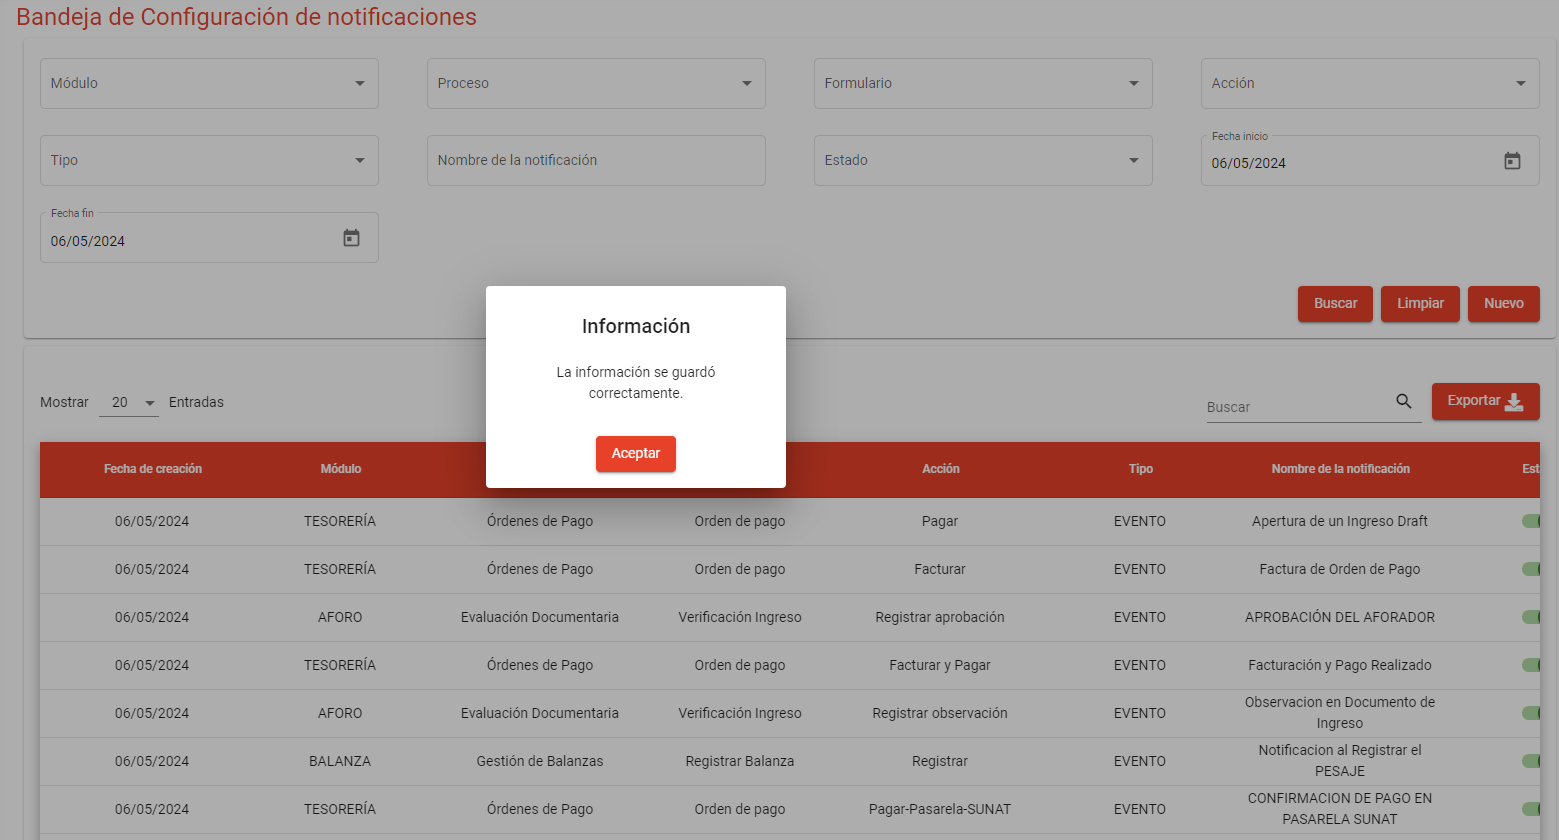 Bandeja de Configuración de notificaciones
Módulo
Proceso
Formulario
Acción
Tipo
Nombre de la notificación
Estado
Fecha inicio
06/05/2024
Fecha fin
06/05/2024
Buscar
Limpiar
Nuevo
Información
La información se guardó
correctamente.
Aceptar
Mostrar 20 Entradas
Buscar
Exportar
Fecha de creación Módulo Acción Tipo Nombre de la notificación Est
06/05/2024 TESORERÍA Órdenes de Pago Orden de pago Pagar EVENTO Apertura de un Ingreso Draft
06/05/2024 TESORERÍA Órdenes de Pago Orden de pago Facturar EVENTO Factura de Orden de Pago
06/05/2024 AFORO Evaluación Documentaria Verificación Ingreso Registrar aprobación EVENTO APROBACIÓN DEL AFORADOR
06/05/2024 TESORERÍA Órdenes de Pago Orden de pago Facturar y Pagar EVENTO Facturación y Pago Realizado
06/05/2024 AFORO Evaluación Documentaria Verificación Ingreso Registrar observación EVENTO Observacion en Documento de
Ingreso
06/05/2024 BALANZA Gestión de Balanzas Registrar Balanza Registrar EVENTO Notificacion al Registrar el
PESAJE
06/05/2024 TESORERÍA Órdenes de Pago Orden de pago Pagar-Pasarela-SUNAT EVENTO CONFIRMACION DE PAGO EN
PASARELA SUNAT